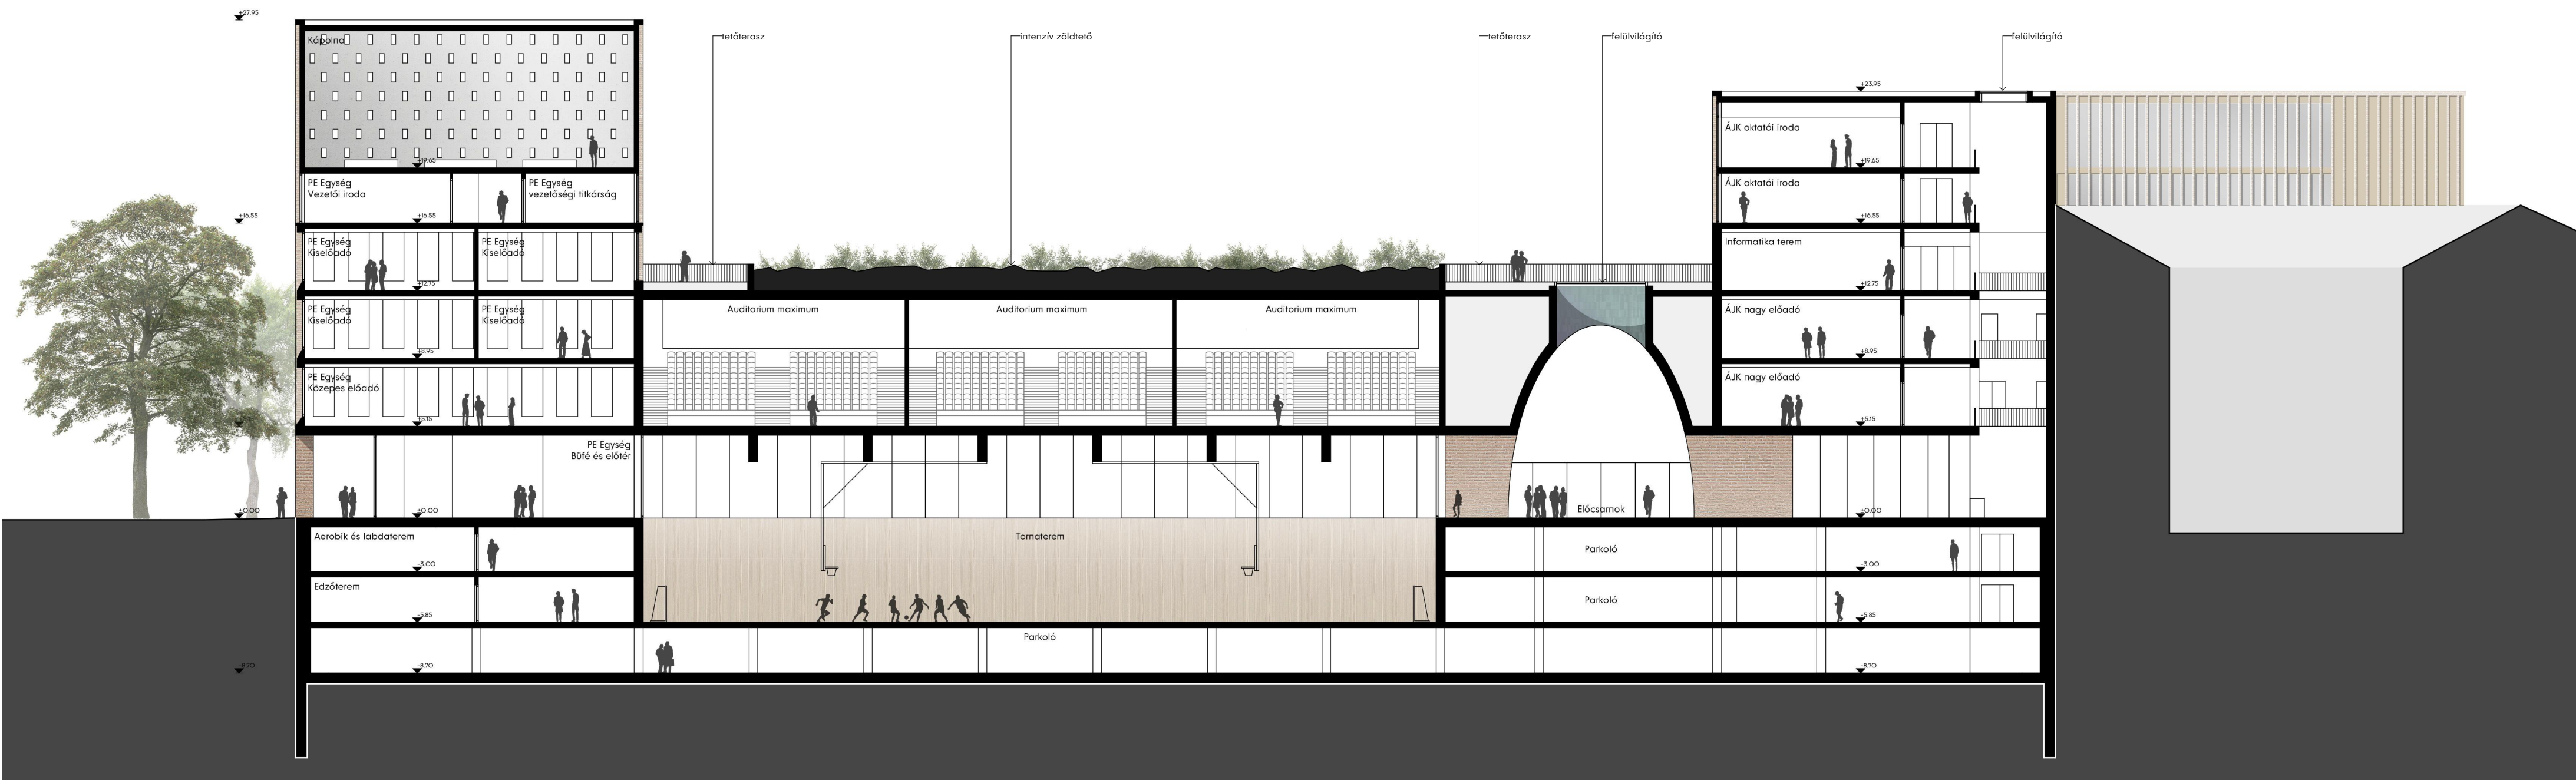 +27.95
Kápolna
tetőterasz
intenzív zöldtető
tetőterasz
felülvilágító
felülvilágító
+23.95
ÁJK oktatói iroda
+19.65
+19.65
PE Egység
Vezetői iroda
PE Egység
vezetőségi titkárság
ÁJK oktatói iroda
+16.55
+16.55
+16.55
PE Egység
Kiselőadó
PE Egység
Kiselőadó
Informatika terem
+12.75
+12.75
PE Egység
Kiselőadó
PE Egység
Kiselőadó
Auditorium maximum
Auditorium maximum
Auditorium maximum
ÁJK nagy előadó
+8.95
+8.95
PE Egység
Közepes előadó
ÁJK nagy előadó
+5.15
+5.15
PE Egység
Büfé és előtér
±0.00
±0.00
Előcsarnok
±0.00
Aerobik és labdaterem
Tornaterem
Parkoló
-3.00
-3.00
Edzőterem
Parkoló
-5.85
-5.85
Parkoló
-8.70
-8.70
-8.70